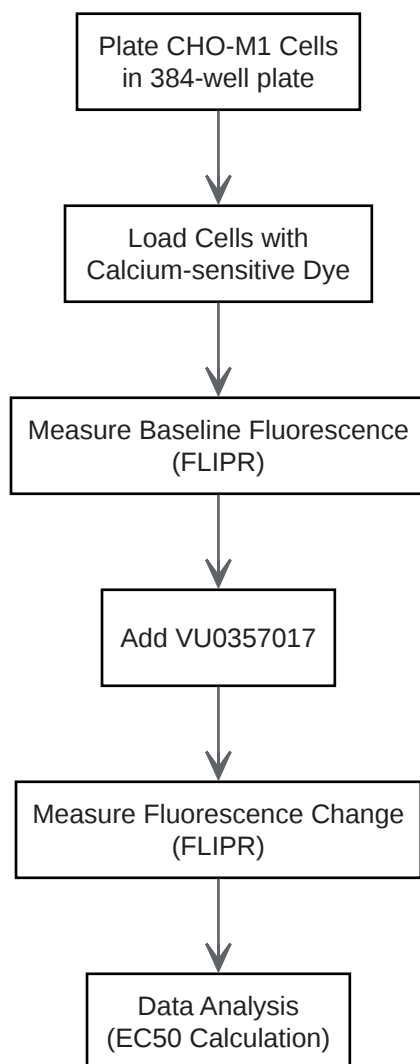 Plate CHO-M1 Cells
in 384-well plate
Load Cells with
Calcium-sensitive Dye
Measure Baseline Fluorescence
(FLIPR)
Add VU0357017
Measure Fluorescence Change
(FLIPR)
Data Analysis
(EC50 Calculation)